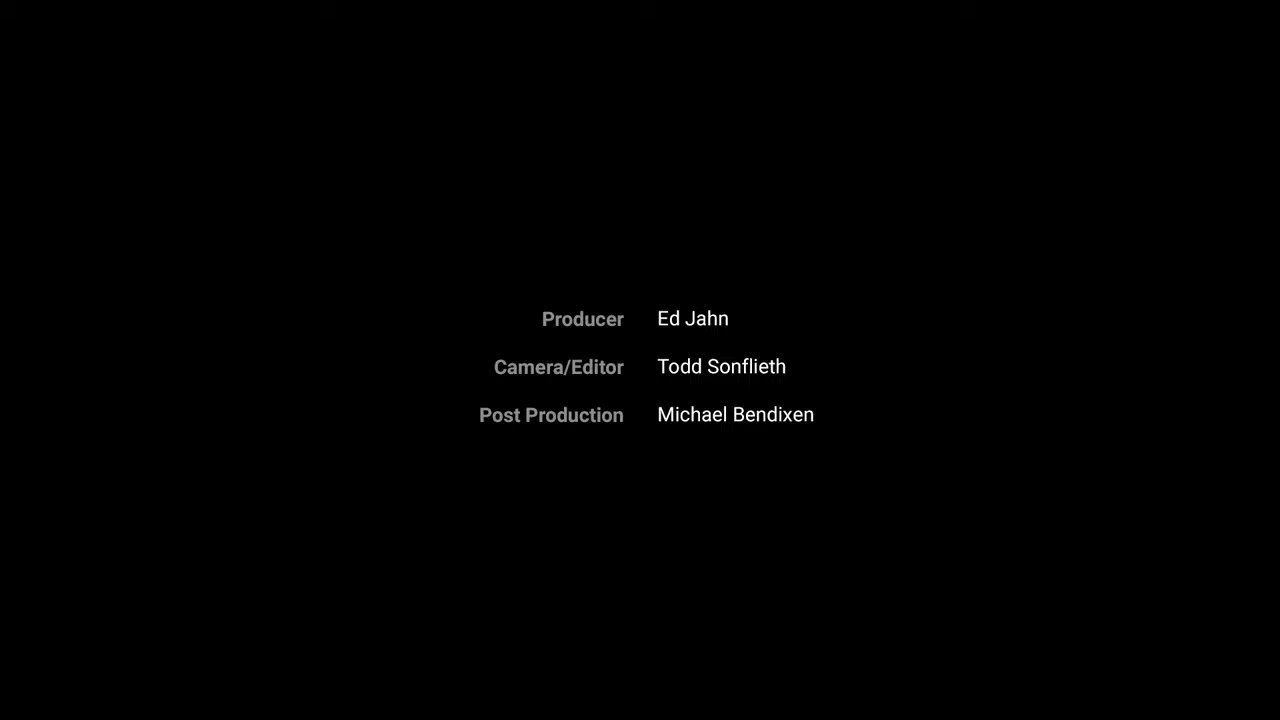 Producer Ed Jahn
Camera/Editor Todd Sonflieth
Post Production Michael Bendixen